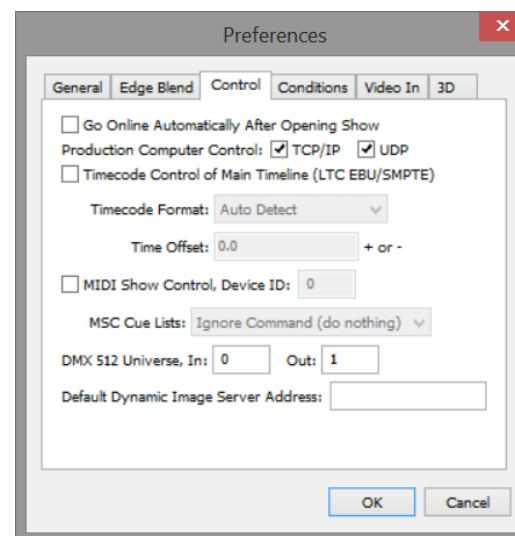 Preferences
General Edge Blend Control Conditions Video In 3D
Go Online Automatically After Opening Show
Production Computer Control: TCP/IP UDP
Timecode Control of Main Timeline (LTC EBU/SMPTE)
Timecode Format: Auto Detect
Time Offset: 0.0 + or -
MIDI Show Control, Device ID: 0
MSC Cue Lists: Ignore Command (do nothing)
DMX 512 Universe, In: 0 Out: 1
Default Dynamic Image Server Address:
OK Cancel